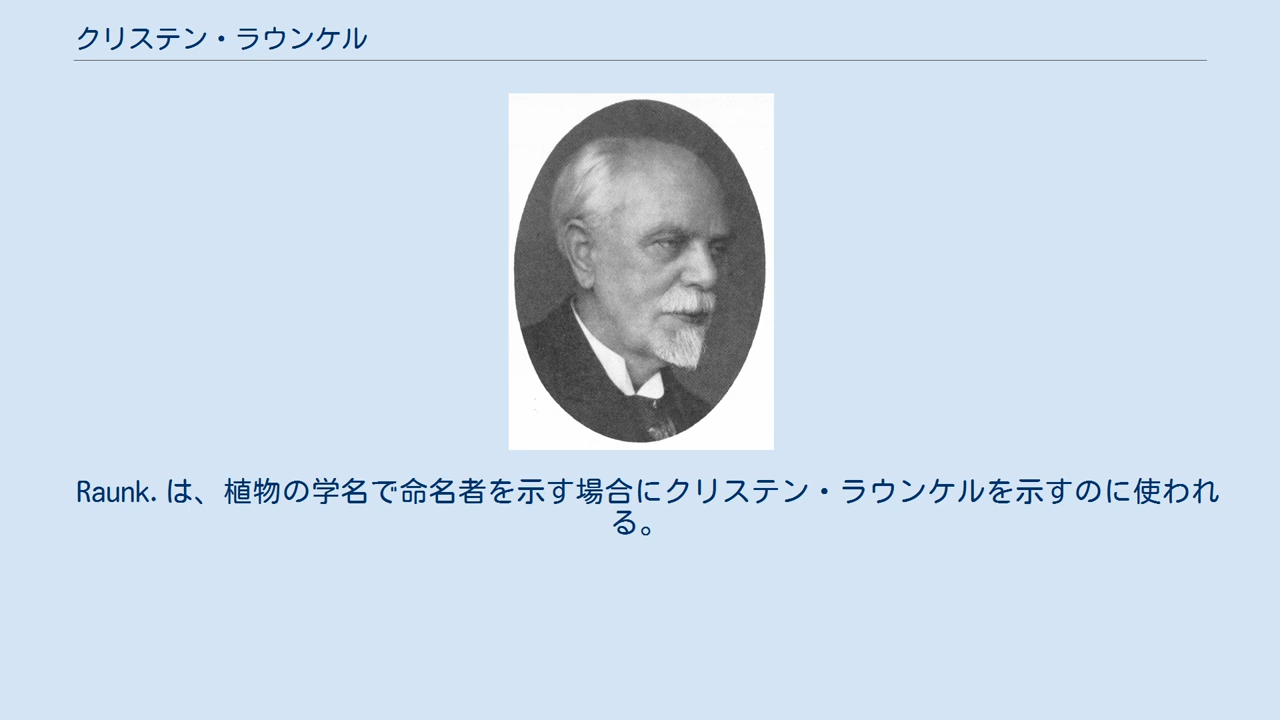 クリステン・ラウンケル
Raunk. は、植物の学名で命名者を示す場合にクリステン・ラウンケルを示すのに使われ
る。